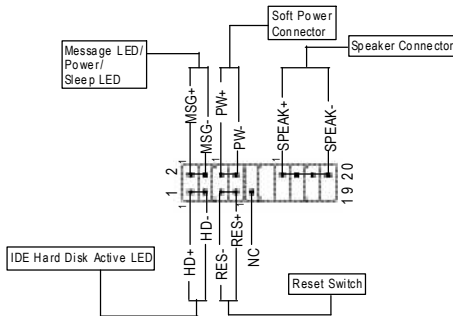 Soft Power
Connector
Message LED/
Power/
Sleep LED
Speaker Connector
MSG+
MSG-
PW+
PW-
SPEAK+
SPEAK-
1
1
1
2
20
1
19
1
1
HD+
HD-
RES-
RES+
NC
IDE Hard Disk Active LED
Reset Switch